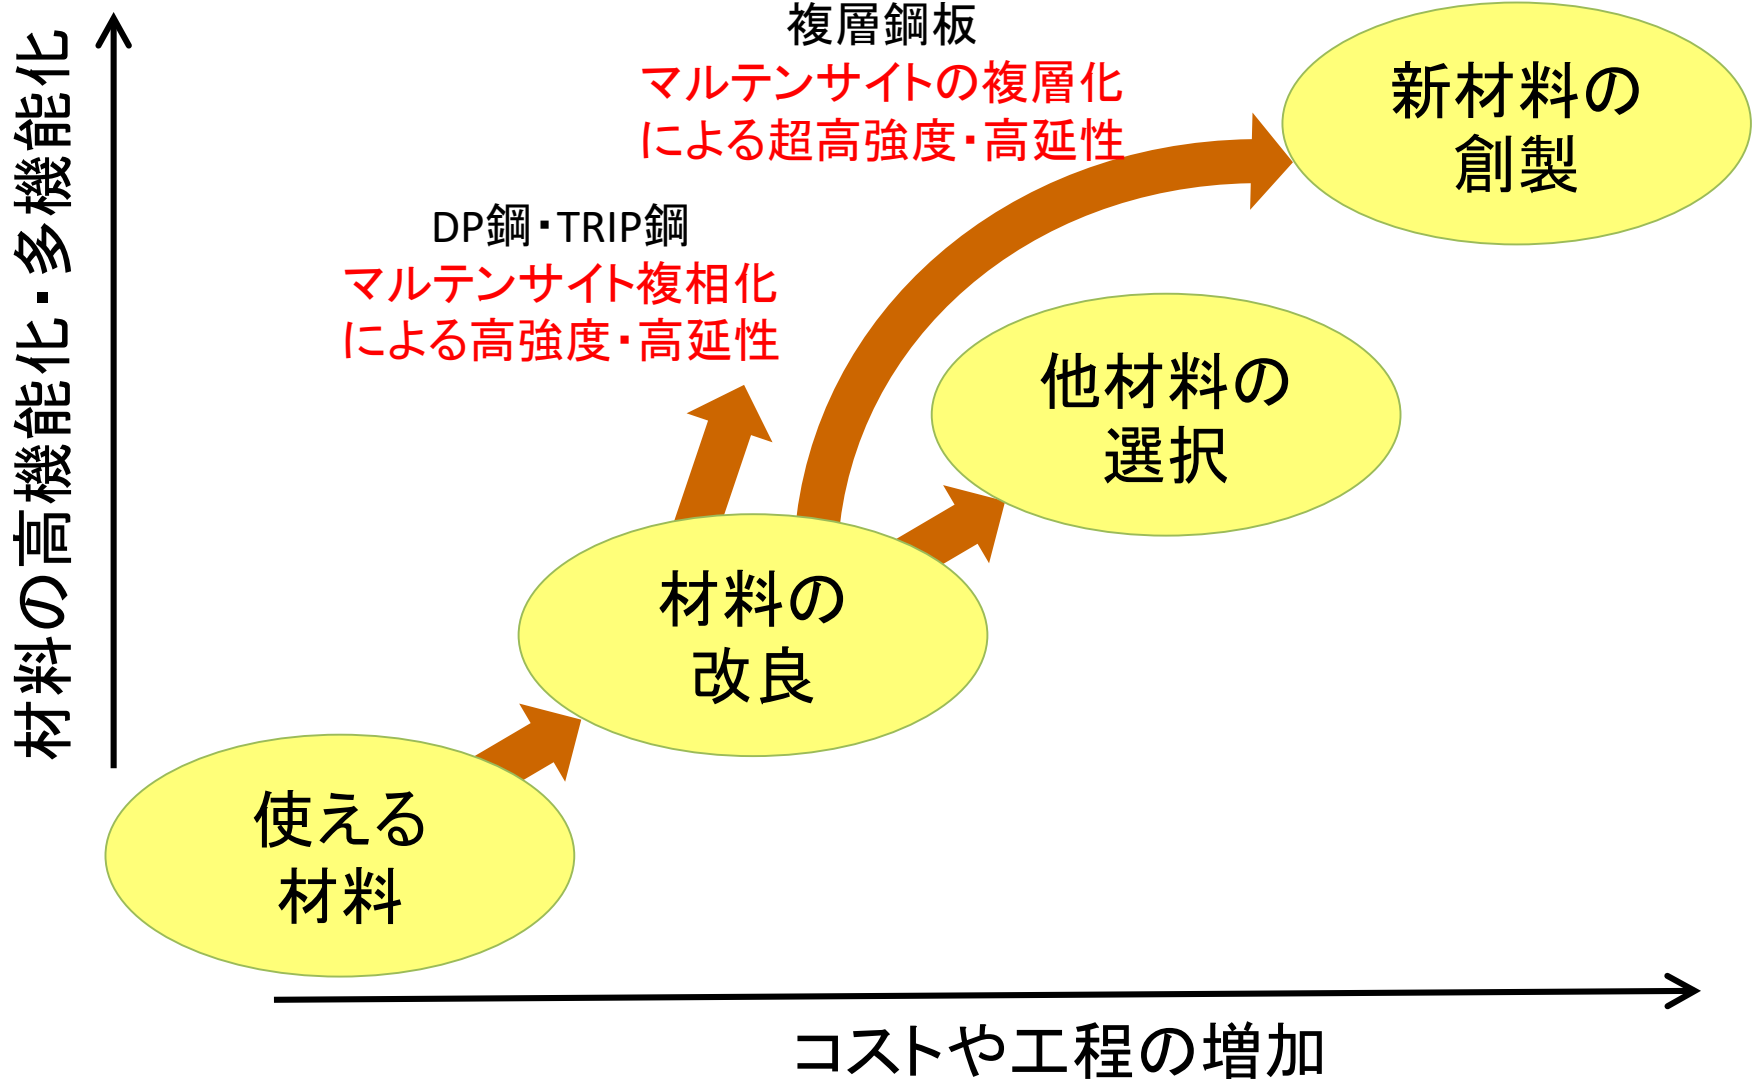 複層鋼板
マルテンサイトの複層化
による超高強度・高延性
新材料の
創製
DP鋼・TRIP鋼
マルテンサイト複相化
による高強度・高延性
他材料の
選択
材料の
改良
使える
材料
材料の高機能化・多機能化
コストや工程の増加